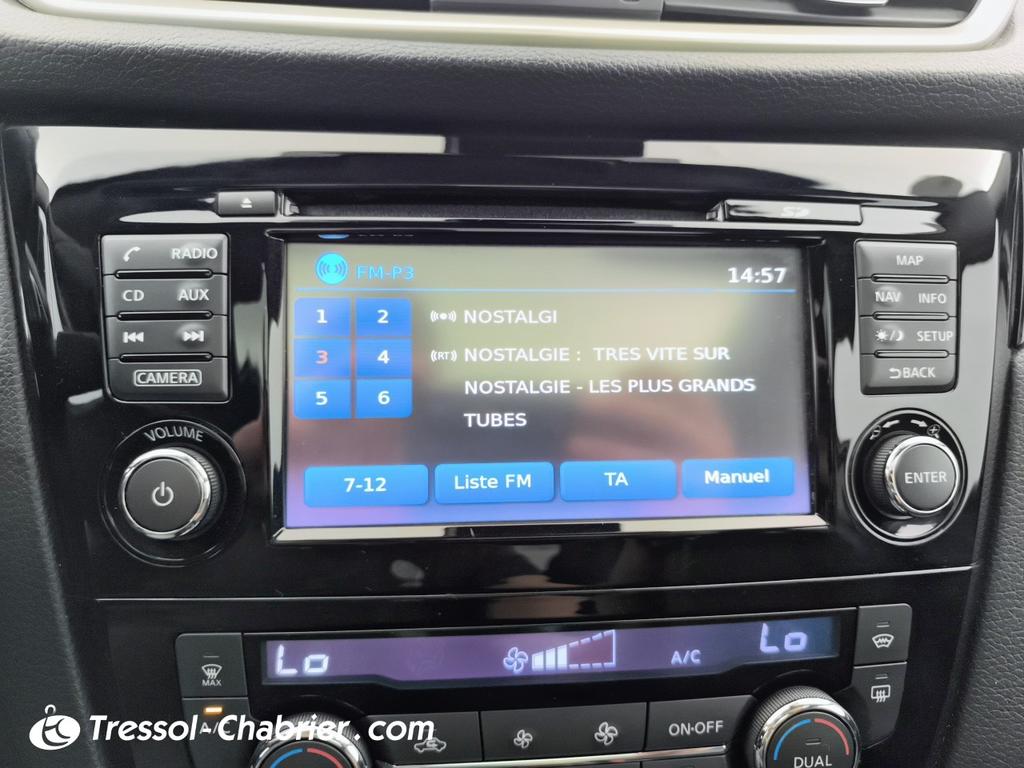 SD
RADIO
CD AUX
CAMERA
VOLUME
FM-P3 14:57
1 2
3 4
5 6
NOSTALGI
(RT) NOSTALGIE : TRES VITE SUR
NOSTALGIE - LES PLUS GRANDS
TUBES
7-12 Liste FM TA Manuel
MAP
NAV INFO
SETUP
BACK
ENTER
Lo A/C Lo
MAX
ON-OFF
DUAL
Tressol-Chabrier.com